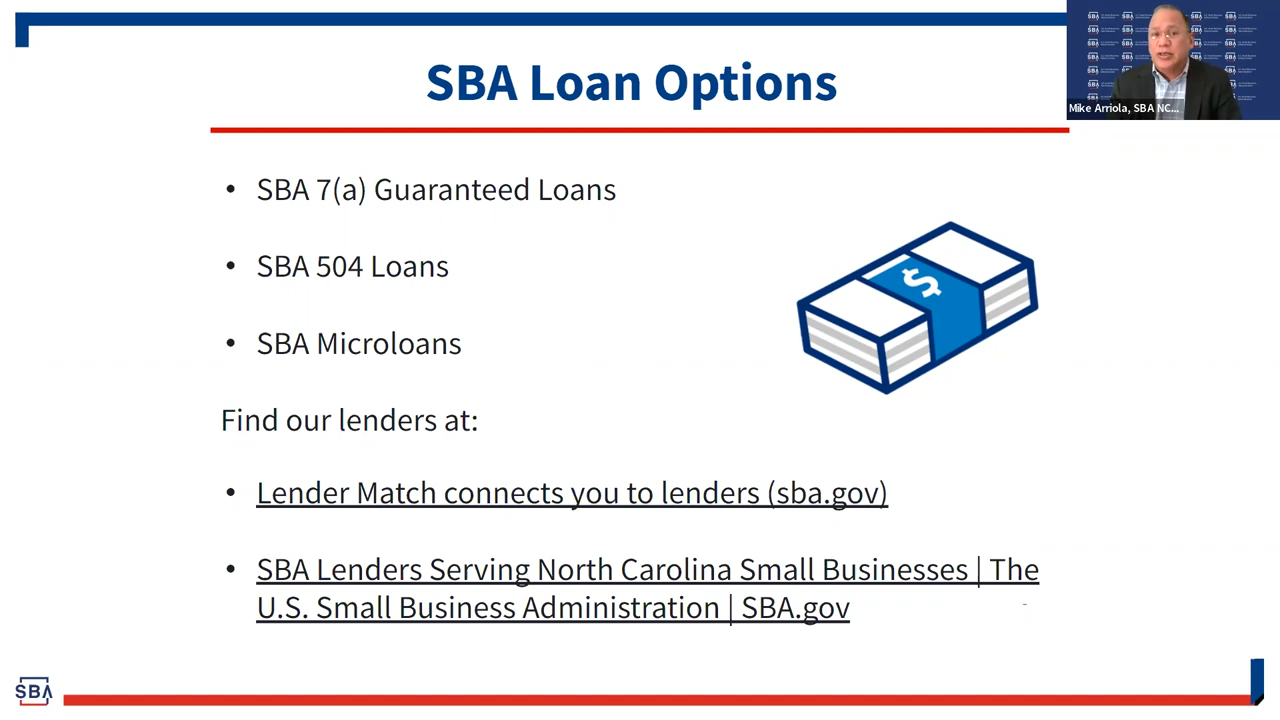 SBA Loan Options
Mike Arriola, SBA NC...
• SBA 7(a) Guaranteed Loans
• SBA 504 Loans
• SBA Microloans
$
Find our lenders at:
• Lender Match connects you to lenders (sba.gov)
• SBA Lenders Serving North Carolina Small Businesses | The
U.S. Small Business Administration | SBA.gov
SBA